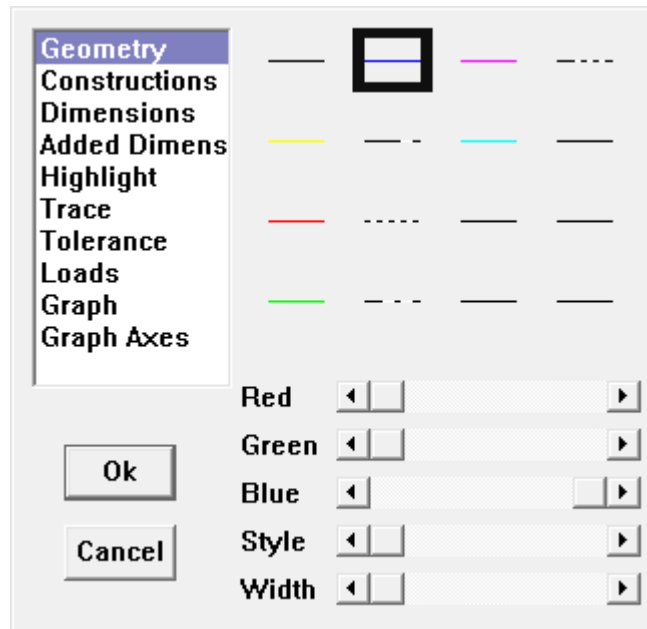 Geometry
Constructions
Dimensions
Added Dimens
Highlight
Trace
Tolerance
Loads
Graph
Graph Axes
Red
Green
Blue
Style
Width
Ok
Cancel